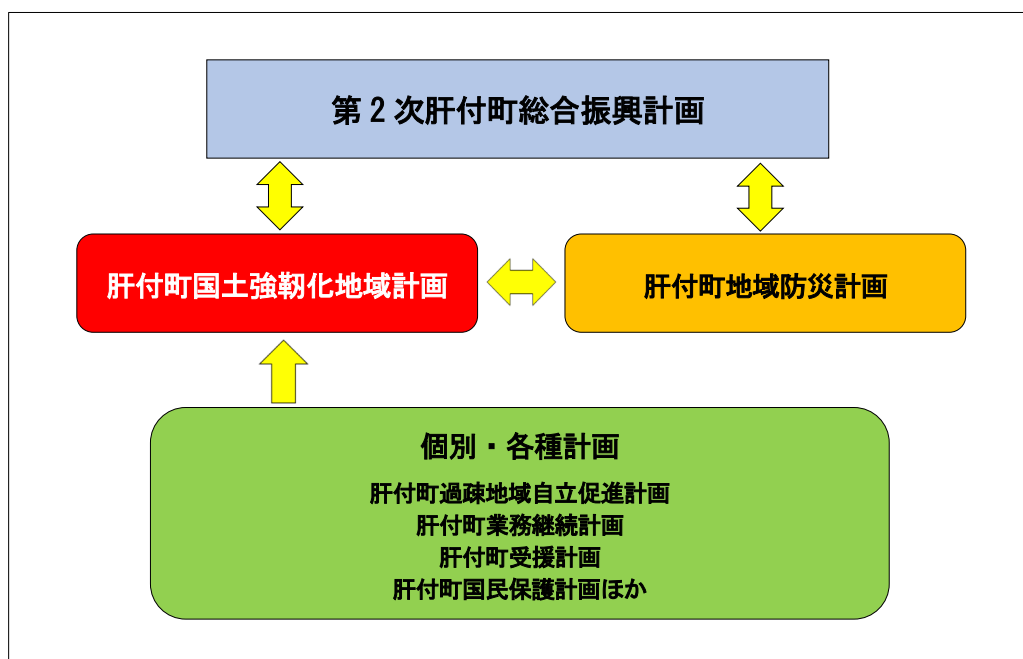 第2次肝付町総合振興計画
肝付町国土強靱化地域計画
肝付町地域防災計画
個別・各種計画
肝付町過疎地域自立促進計画
肝付町業務継続計画
肝付町受援計画
肝付町国民保護計画ほか